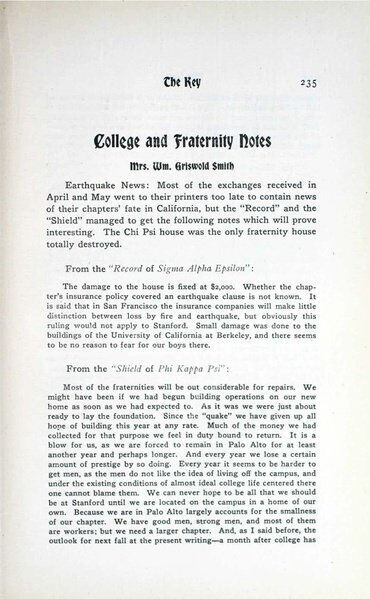 The Key 235
College and Fraternity Notes
Mrs. Wm. Griswold Smith
Earthquake News: Most of the exchanges received in
April and May went to their printers too late to contain news
of their chapters' fate in California, but the "Record" and the
"Shield" managed to get the following notes which will prove
interesting. The Chi Psi house was the only fraternity house
totally destroyed.
From the "Record of Sigma Alpha Epsilon":
The damage to the house is fixed at $2,000. Whether the chap-
ter's insurance policy covered an earthquake clause is not known. It
is said that in San Francisco the insurance companies will make little
distinction between loss by fire and earthquake, but obviously this
ruling would not apply to Stanford. Small damage was done to the
buildings of the University of California at Berkeley, and there seems
to be no reason to fear for our boys there.
From the "Shield of Phi Kappa Psi":
Most of the fraternities will be out considerable for repairs. We
might have been if we had begun building operations on our new
home as soon as we had expected to. As it was we were just about
ready to lay the foundation. Since the "quake" we have given up all
hope of building this year at any rate. Much of the money we had
collected for that purpose we feel in duty bound to return. It is a
blow for us, as we are forced to remain in Palo Alto for at least
another year and perhaps longer. And every year we lose a certain
amount of prestige by so doing. Every year it seems to be harder to
get men, as the men do not like the idea of living off the campus, and
under the existing conditions of almost ideal college life centered there
one cannot blame them. We can never hope to be all that we should
be at Stanford until we are located on the campus in a home of our
own. Because we are in Palo Alto largely accounts for the smallness
of our chapter. We have good men, strong men, and most of them
are workers; but we need a larger chapter. And, as I said before, the
outlook for next fall at the present writing—a month after college has